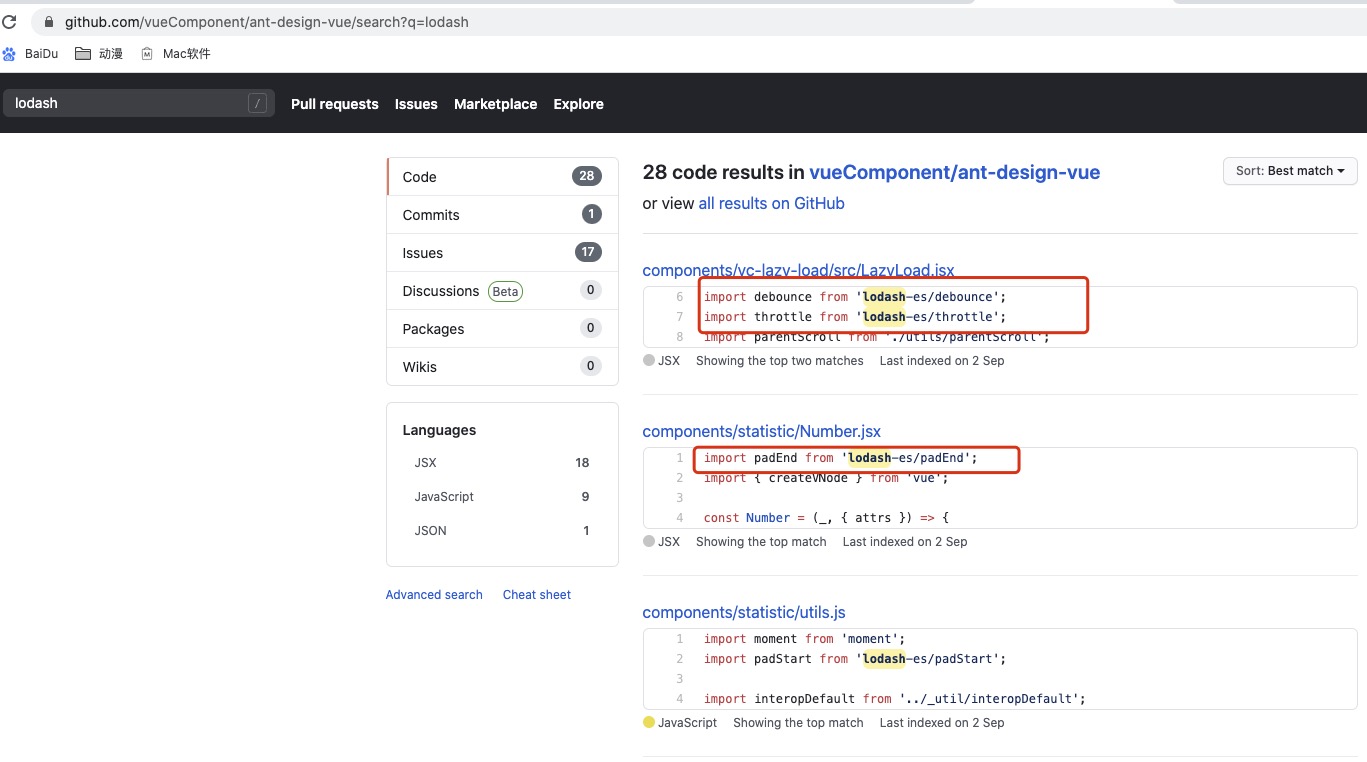 github.com/vueComponent/ant-design-vue/search?q=lodash
BaiDu 动漫 Mac软件
lodash / Pull requests Issues Marketplace Explore
Code 28
Commits 1
Issues 17
Discussions Beta 0
Packages 0
Wikis 0
Languages
JSX 18
JavaScript 9
JSON 1
Advanced search Cheat sheet
28 code results in vueComponent/ant-design-vue
Sort: Best match
or view all results on GitHub
components/vc-lazy-load/src/LazyLoad.jsx
6 import debounce from 'lodash-es/debounce';
7 import throttle from 'lodash-es/throttle';
8 import parentScroll from './utils/parentScroll';
JSX Showing the top two matches Last indexed on 2 Sep
components/statistic/Number.jsx
1 import padEnd from 'lodash-es/padEnd';
2 import { createVNode } from 'vue';
3
4 const Number = (_, { attrs }) => {
JSX Showing the top match Last indexed on 2 Sep
components/statistic/utils.js
1 import moment from 'moment';
2 import padStart from 'lodash-es/padStart';
3
4 import interopDefault from '../_util/interopDefault';
JavaScript Showing the top match Last indexed on 2 Sep